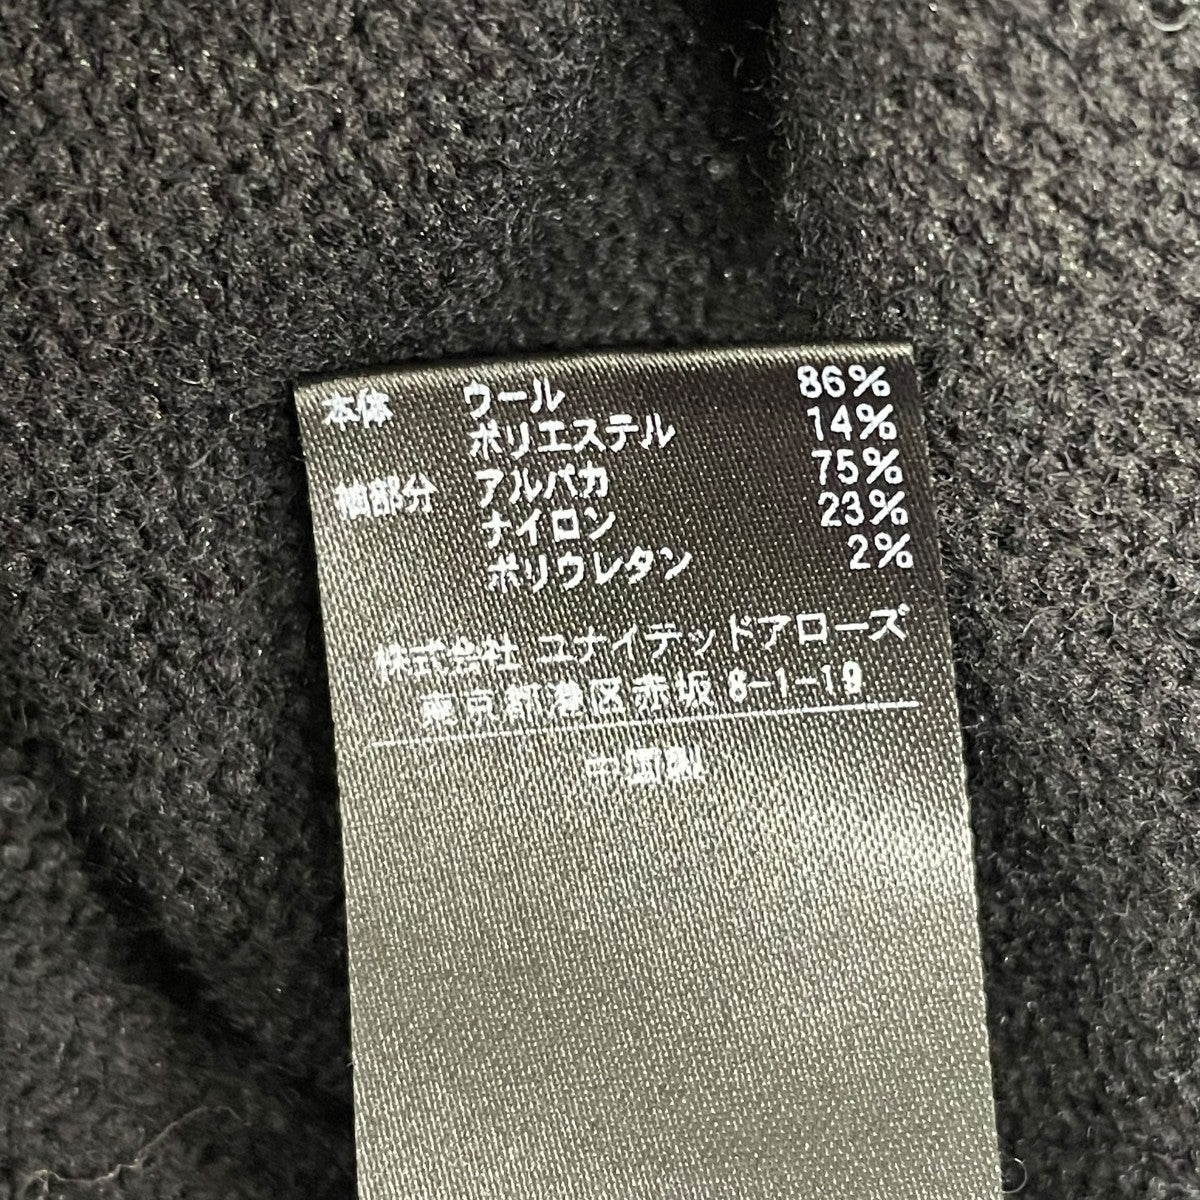 本体 ウール 86%
ポリエステル 14%
柄部分 アルパカ 75%
ナイロン 23%
ポリウレタン 2%
株式会社 ユナイテッドアローズ
東京都港区赤坂 8-1-19
中国製